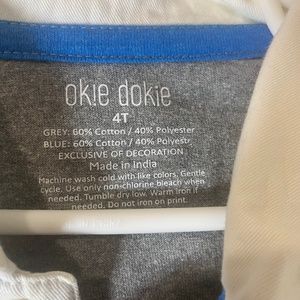 okie dokie
4T
GREY: 60% Cotton / 40% Polyester
BLUE: 60% Cotton / 40% Polyester
EXCLUSIVE OF DECORATION
Made in India
Machine wash cold with like colors. Gentle
cycle. Use only non-chlorine bleach when
needed. Tumble dry low. Warm iron if
needed. Do not iron on print.